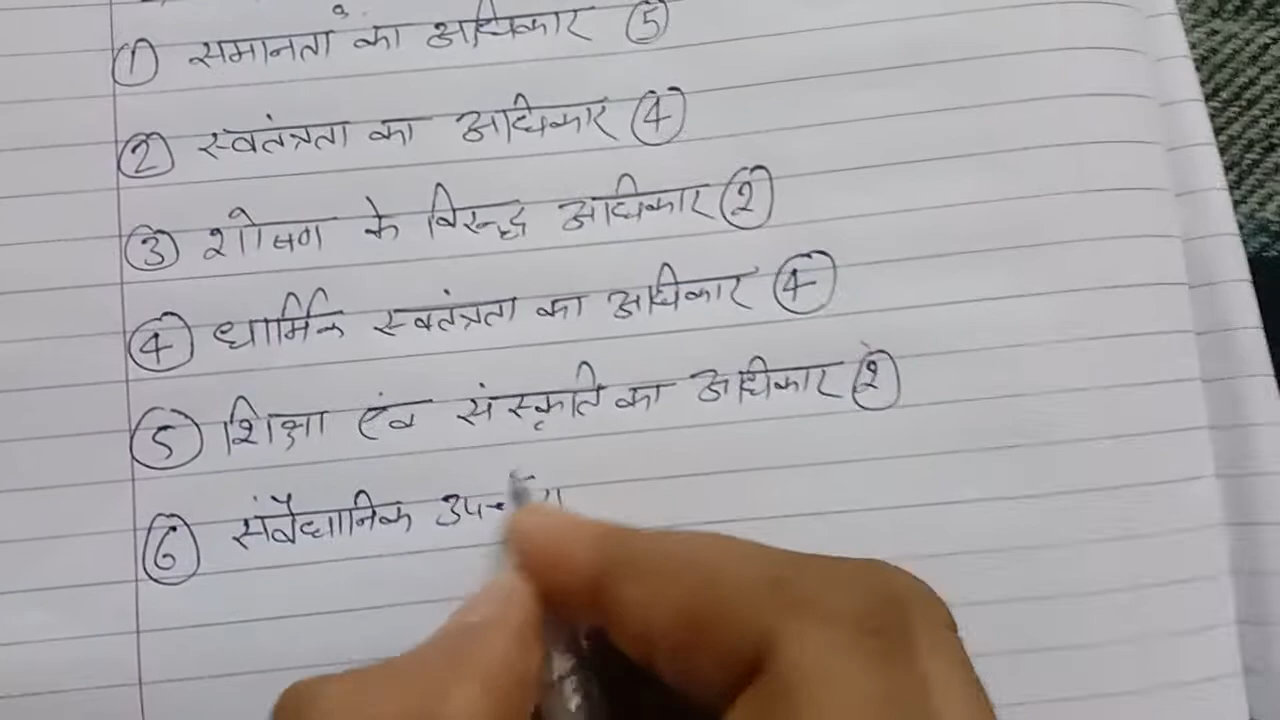 ① समानता का अधिकार ⑤
② स्वतंत्रता का अधिकार ④
③ शोषण के विरुद्ध अधिकार ②
④ धार्मिक स्वतंत्रता का अधिकार ④
⑤ शिक्षा एंव संस्कृति का अधीकार ②
⑥ संवैधानिक